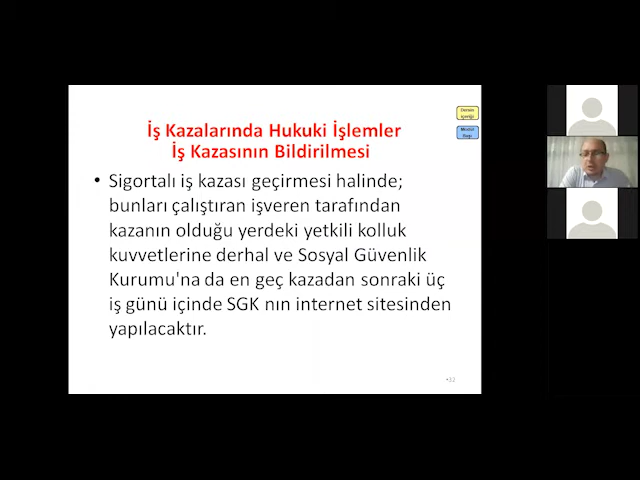 İş Kazalarında Hukuki İşlemler
İş Kazasının Bildirilmesi
• Sigortalı iş kazası geçirmesi halinde;
bunları çalıştıran işveren tarafından
kazanın olduğu yerdeki yetkili kolluk
kuvvetlerine derhal ve Sosyal Güvenlik
Kurumu'na da en geç kazadan sonraki üç
iş günü içinde SGK nın internet sitesinden
yapılacaktır.
•32